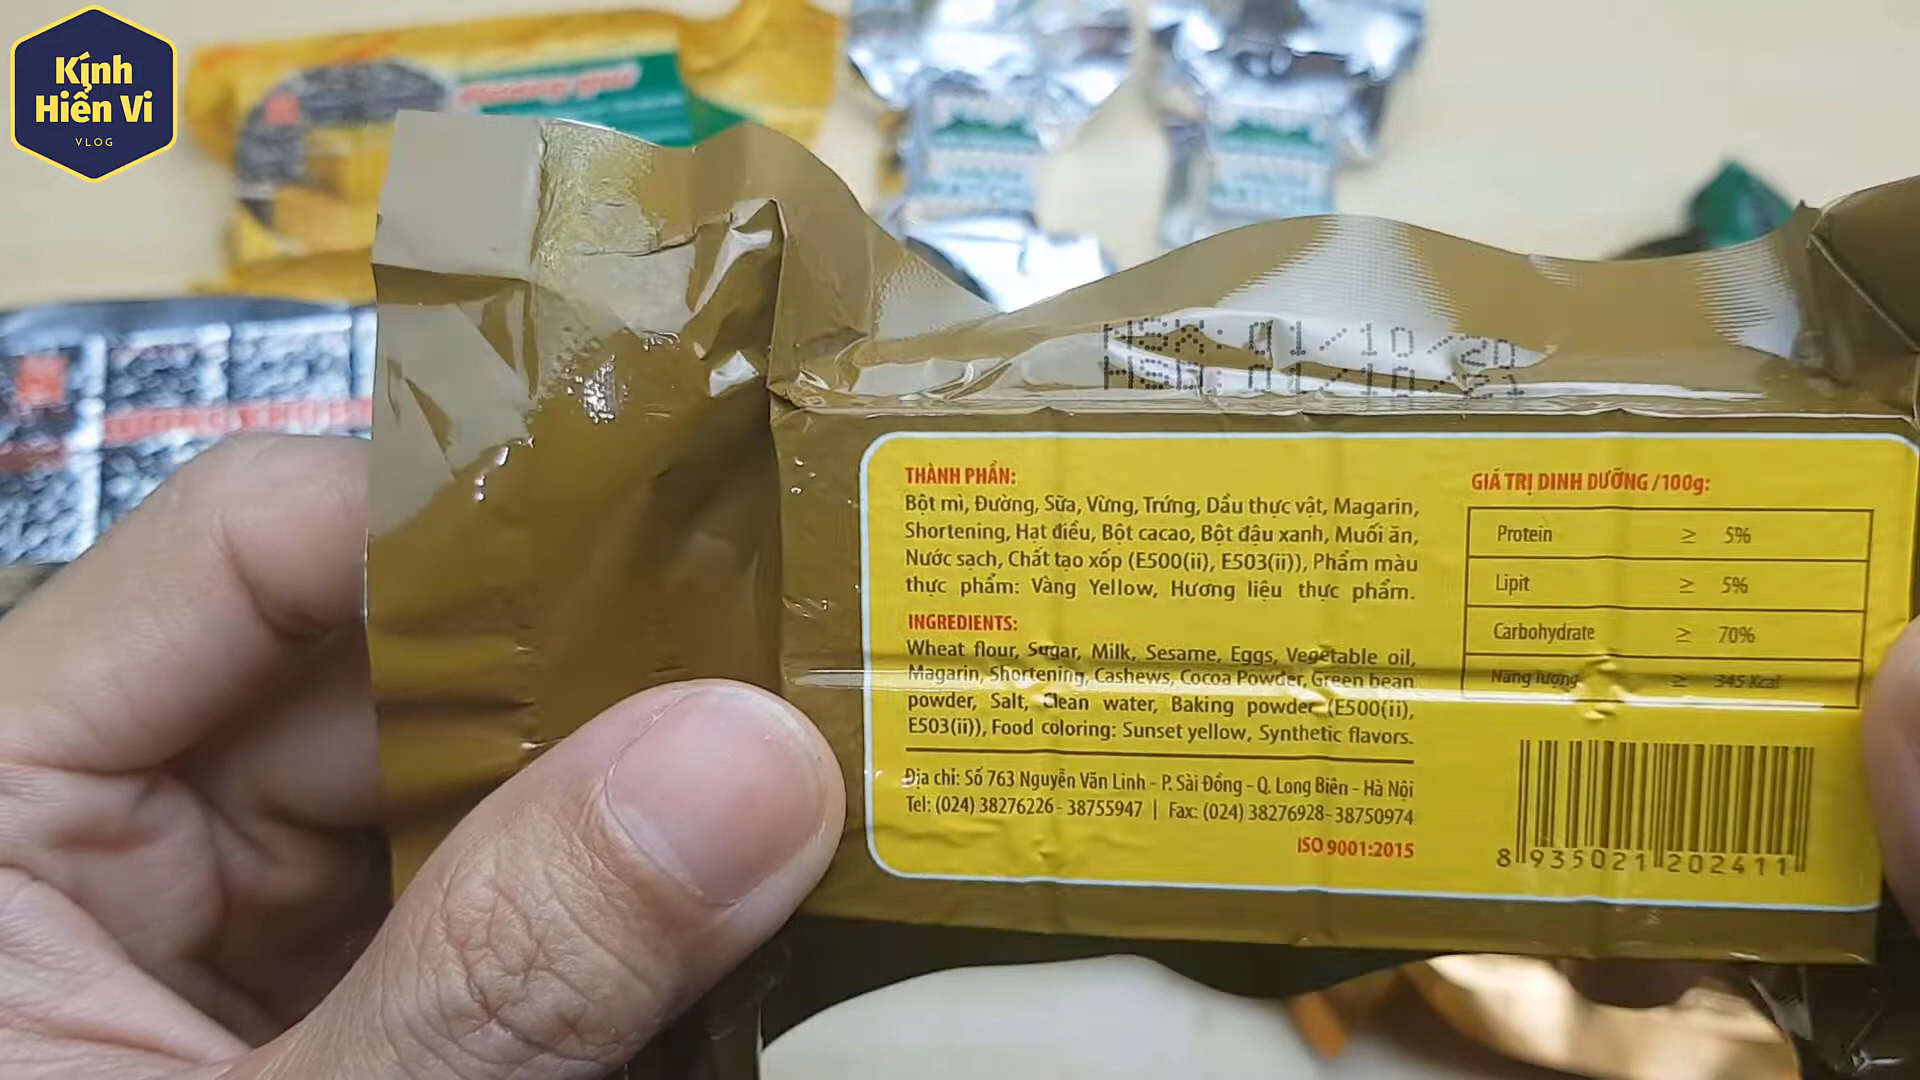 Kính
Hiển Vi
VLOG
NSX: 01/10/20
HSD: 01/10/21
THÀNH PHẦN:
Bột mì, Đường, Sữa, Vừng, Trứng, Dầu thực vật, Magarin,
Shortening, Hạt điều, Bột cacao, Bột đậu xanh, Muối ăn,
Nước sạch, Chất tạo xốp (E500(ii), E503(ii)), Phẩm màu
thực phẩm: Vàng Yellow, Hương liệu thực phẩm.
INGREDIENTS:
Wheat flour, Sugar, Milk, Sesame, Eggs, Vegetable oil,
Magarin, Shortening, Cashews, Cocoa Powder, Green bean
powder, Salt, Clean water, Baking powder (E500(ii),
E503(ii)), Food coloring: Sunset yellow, Synthetic flavors.
Địa chỉ: Số 763 Nguyễn Văn Linh - P. Sài Đồng - Q. Long Biên - Hà Nội
Tel: (024) 38276226 - 38755947 | Fax: (024) 38276928-38750974
ISO 9001:2015
GIÁ TRỊ DINH DƯỠNG /100g:
Protein ≥ 5%
Lipit ≥ 5%
Carbohydrate ≥ 70%
Năng lượng ≥ 345 Kcal
8 935021 202411